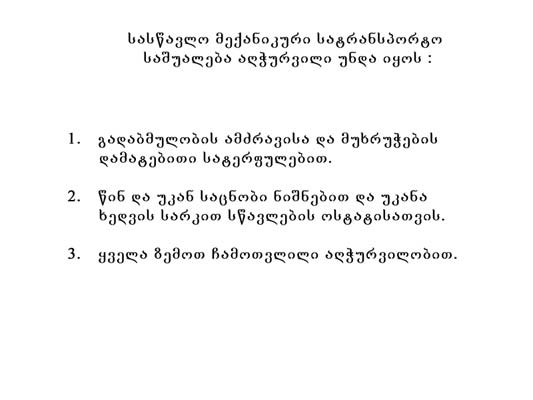 სასწავლო მექანიკური სატრანსპორტო
საშუალება აღჭურვილი უნდა იყოს :
1. გადაბმულობის ამძრავისა და მუხრუჭების
დამატებითი სატერფულებით.
2. წინ და უკან საცნობი ნიშნებით და უკანა
ხედვის სარკით სწავლების ოსტატისათვის.
3. ყველა ზემოთ ჩამოთვლილი აღჭურვილობით.